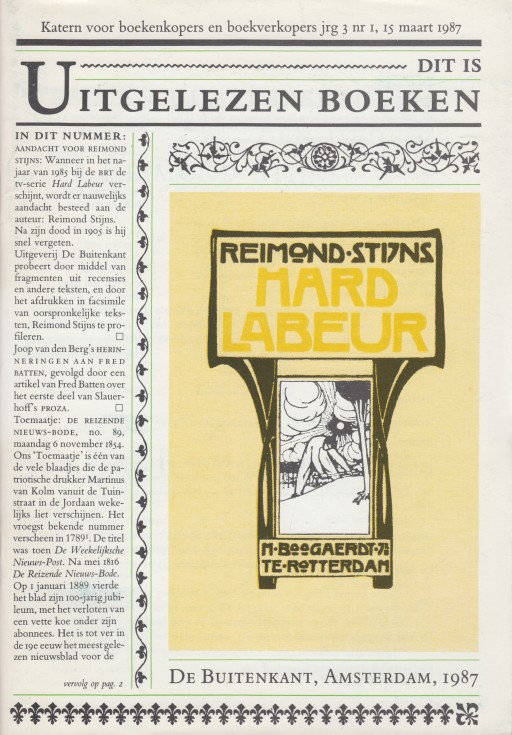 Katern voor boekenkopers en boekverkopers jrg 3 nr 1, 15 maart 1987
DIT IS
UITGELEZEN BOEKEN
IN DIT NUMMER:
AANDACHT VOOR REIMOND
STIJNS: Wanneer in het na-
jaar van 1985 bij de BRT de
tv-serie Hard Labeur ver-
schijnt, wordt er nauwelijks
aandacht besteed aan de
auteur: Reimond Stijns.
Na zijn dood in 1905 is hij
snel vergeten.
Uitgeverij De Buitenkant
probeert door middel van
fragmenten uit recensies
en andere teksten, en door
het afdrukken in facsimile
van oorspronkelijke teks-
ten, Reimond Stijns te pro-
fileren. □
Joop van den Berg's HERIN-
NERINGEN AAN FRED
BATTEN, gevolgd door een
artikel van Fred Batten over
het eerste deel van Slauer-
hoff's PROZA. □
Toemaatje: DE REIZENDE
NIEUWS-BODE, no. 89,
maandag 6 november 1854.
Ons 'Toemaatje' is één van
de vele blaadjes die de pa-
triotische drukker Martinus
van Kolm vanuit de Tuin-
straat in de Jordaan weke-
lijks liet verschijnen. Het
vroegst bekende nummer
verscheen in 1789¹. De titel
was toen De Weekelijksche
Nieuws-Post. Na mei 1816
De Reizende Nieuws-Bode.
Op 1 januari 1889 vierde
het blad zijn 100-jarig jubi-
leum, met het verloten van
een vette koe onder zijn
abonnees. Het is tot ver in
de 19e eeuw het meest gele-
zen nieuwsblad voor de
vervolg op pag. 2
REIMOND·STIJNS
HARD
LABEUR
M·BOOGAERDT·JR
TE·ROTTERDAM
DE BUITENKANT, AMSTERDAM, 1987